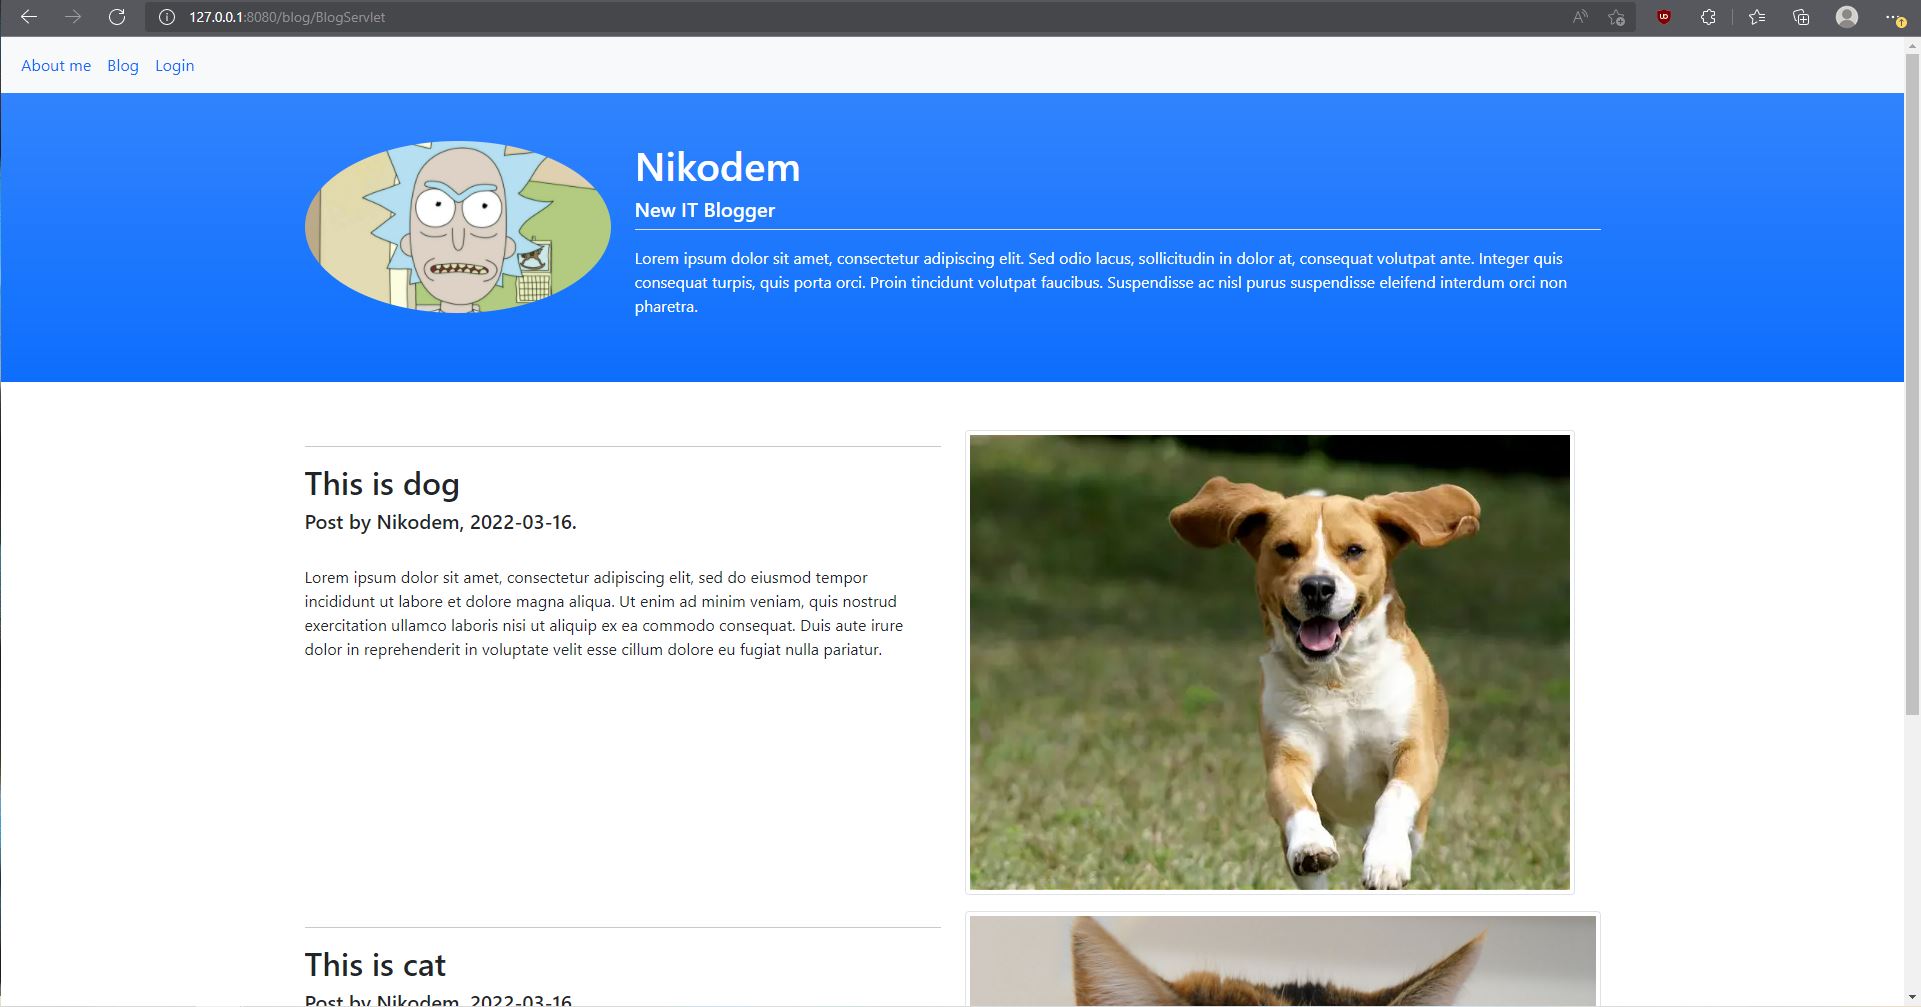 127.0.0.1:8080/blog/BlogServlet
About me Blog Login
Nikodem
New IT Blogger
Lorem ipsum dolor sit amet, consectetur adipiscing elit. Sed odio lacus, sollicitudin in dolor at, consequat volutpat ante. Integer quis
consequat turpis, quis porta orci. Proin tincidunt volutpat faucibus. Suspendisse ac nisl purus suspendisse eleifend interdum orci non
pharetra.
This is dog
Post by Nikodem, 2022-03-16.
Lorem ipsum dolor sit amet, consectetur adipiscing elit, sed do eiusmod tempor
incididunt ut labore et dolore magna aliqua. Ut enim ad minim veniam, quis nostrud
exercitation ullamco laboris nisi ut aliquip ex ea commodo consequat. Duis aute irure
dolor in reprehenderit in voluptate velit esse cillum dolore eu fugiat nulla pariatur.
This is cat
Post by Nikodem, 2022-03-16.